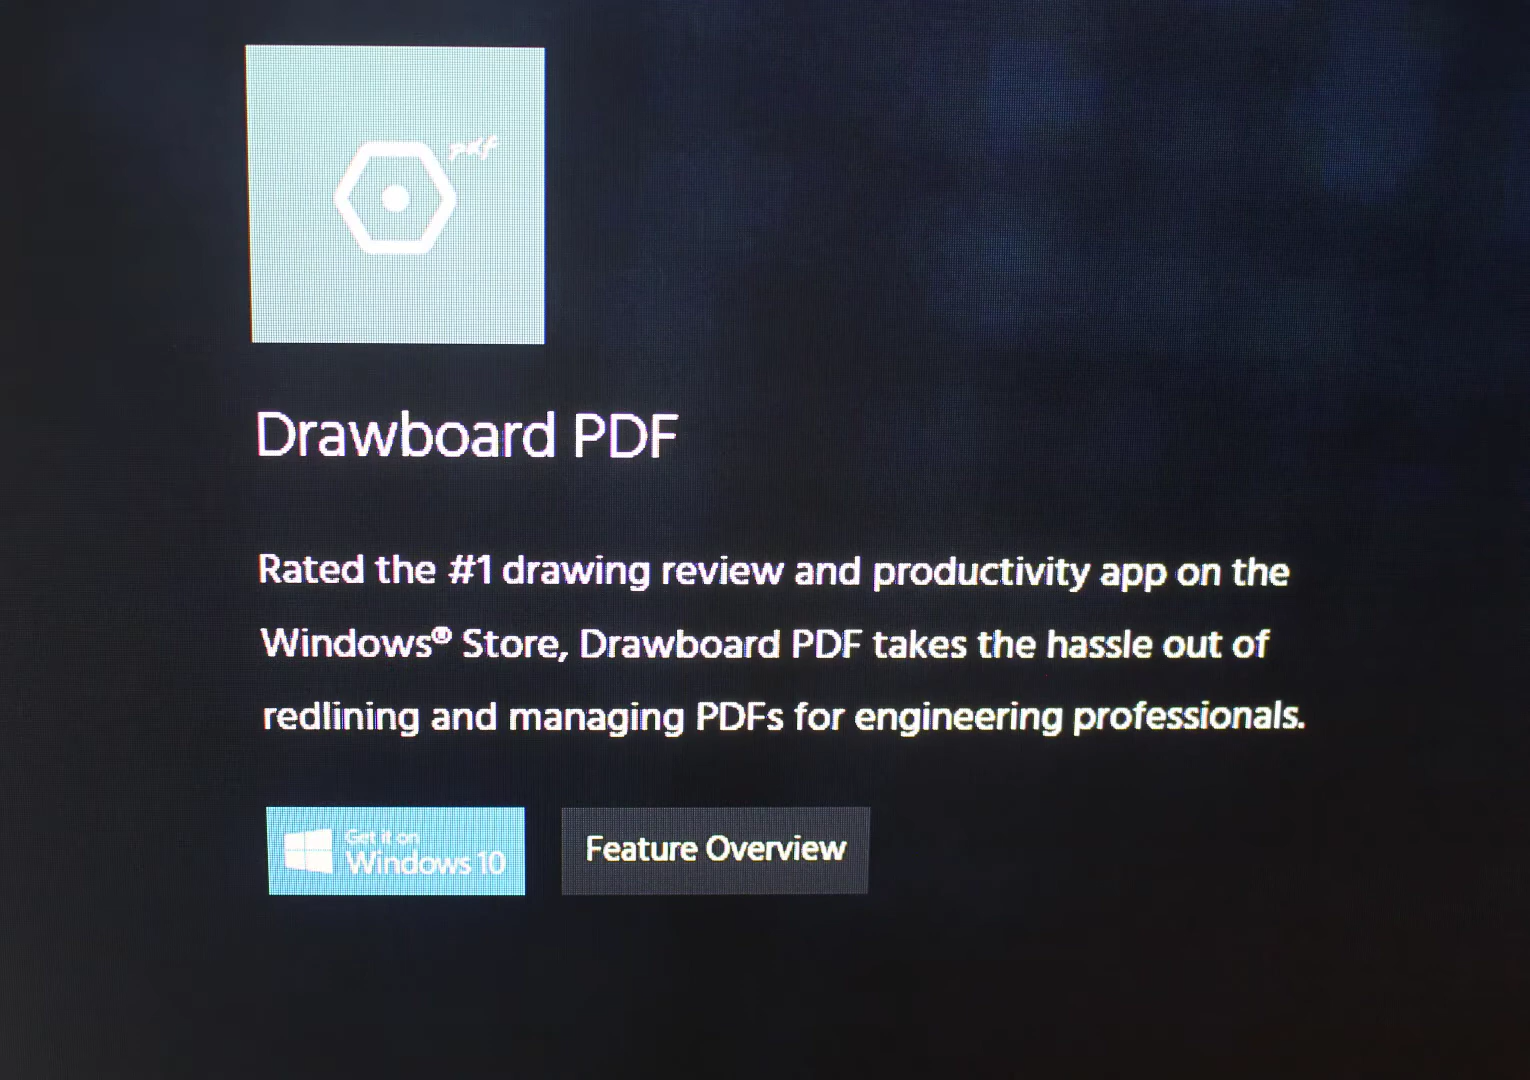 pdf
Drawboard PDF
Rated the #1 drawing review and productivity app on the
Windows® Store, Drawboard PDF takes the hassle out of
redlining and managing PDFs for engineering professionals.
Get it on
Windows 10
Feature Overview